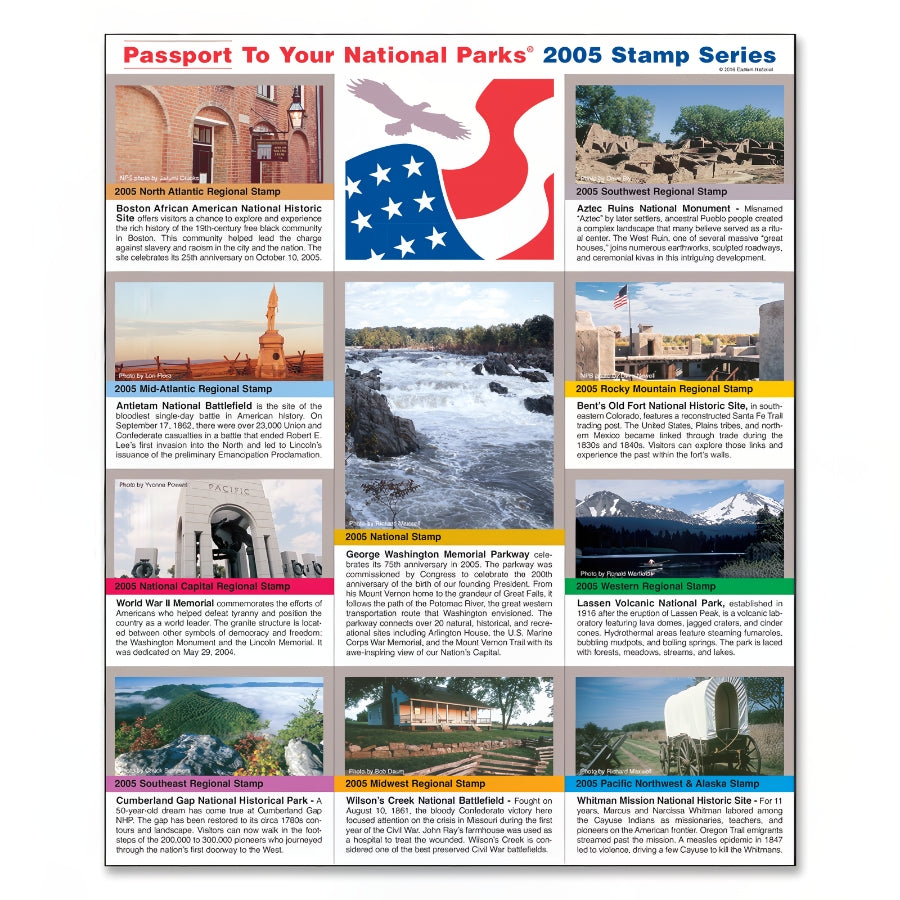 Passport To Your National Parks® 2005 Stamp Series
© 2016 Eastern National
NPS photo by
2005 North Atlantic Regional Stamp
Boston African American National Historic
Site offers visitors a chance to explore and experience
the rich history of the 19th-century free black community
in Boston. This community helped lead the charge
against slavery and racism in the city and the nation. The
site celebrates its 25th anniversary on October 10, 2005.
Photo by Dave
2005 Southwest Regional Stamp
Aztec Ruins National Monument - Misnamed
"Aztec" by later settlers, ancestral Pueblo people created
a complex landscape that many believe served as a ritu-
al center. The West Ruin, one of several massive "great
houses," joins numerous earthworks, sculpted roadways,
and ceremonial kivas in this intriguing development.
Photo by Lon
2005 Mid-Atlantic Regional Stamp
Antietam National Battlefield is the site of the
bloodiest single-day battle in American history. On
September 17, 1862, there were over 23,000 Union and
Confederate casualties in a battle that ended Robert E.
Lee's first invasion into the North and led to Lincoln's
issuance of the preliminary Emancipation Proclamation.
Photo by Richard Maxwell
2005 National Stamp
George Washington Memorial Parkway cele-
brates its 75th anniversary in 2005. The parkway was
commissioned by Congress to celebrate the 200th
anniversary of the birth of our founding President. From
his Mount Vernon home to the grandeur of Great Falls, it
follows the path of the Potomac River, the great western
transportation route that Washington envisioned. The
parkway connects over 20 natural, historical, and recre-
ational sites including Arlington House, the U.S. Marine
Corps War Memorial, and the Mount Vernon Trail with its
awe-inspiring view of our Nation's Capital.
NPS photo by Newell
2005 Rocky Mountain Regional Stamp
Bent's Old Fort National Historic Site, in south-
eastern Colorado, features a reconstructed Santa Fe Trail
trading post. The United States, Plains tribes, and north-
ern Mexico became linked through trade during the
1830s and 1840s. Visitors can explore those links and
experience the past within the fort's walls.
Photo by Yvonne Powell
PACIFIC
2005 National Capital Regional Stamp
World War II Memorial commemorates the efforts of
Americans who helped defeat tyranny and position the
country as a world leader. The granite structure is locat-
ed between other symbols of democracy and freedom:
the Washington Monument and the Lincoln Memorial. It
was dedicated on May 29, 2004.
Photo by Ronald Warfield
2005 Western Regional Stamp
Lassen Volcanic National Park, established in
1916 after the eruption of Lassen Peak, is a volcanic lab-
oratory featuring lava domes, jagged craters, and cinder
cones. Hydrothermal areas feature steaming fumaroles,
bubbling mudpots, and boiling springs. The park is laced
with forests, meadows, streams, and lakes.
Photo by Chuck Summers
2005 Southeast Regional Stamp
Cumberland Gap National Historical Park - A
50-year-old dream has come true at Cumberland Gap
NHP. The gap has been restored to its circa 1780s con-
tours and landscape. Visitors can now walk in the foot-
steps of the 200,000 to 300,000 pioneers who journeyed
through the nation's first doorway to the West.
Photo by Bob Daum
2005 Midwest Regional Stamp
Wilson's Creek National Battlefield - Fought on
August 10, 1861, the bloody Confederate victory here
focused attention on the crisis in Missouri during the first
year of the Civil War. John Ray's farmhouse was used as
a hospital to treat the wounded. Wilson's Creek is con-
sidered one of the best preserved Civil War battlefields.
Photo by Richard Maxwell
2005 Pacific Northwest & Alaska Stamp
Whitman Mission National Historic Site - For 11
years, Marcus and Narcissa Whitman labored among
the Cayuse Indians as missionaries, teachers, and
pioneers on the American frontier. Oregon Trail emigrants
streamed past the mission. A measles epidemic in 1847
led to violence, driving a few Cayuse to kill the Whitmans.